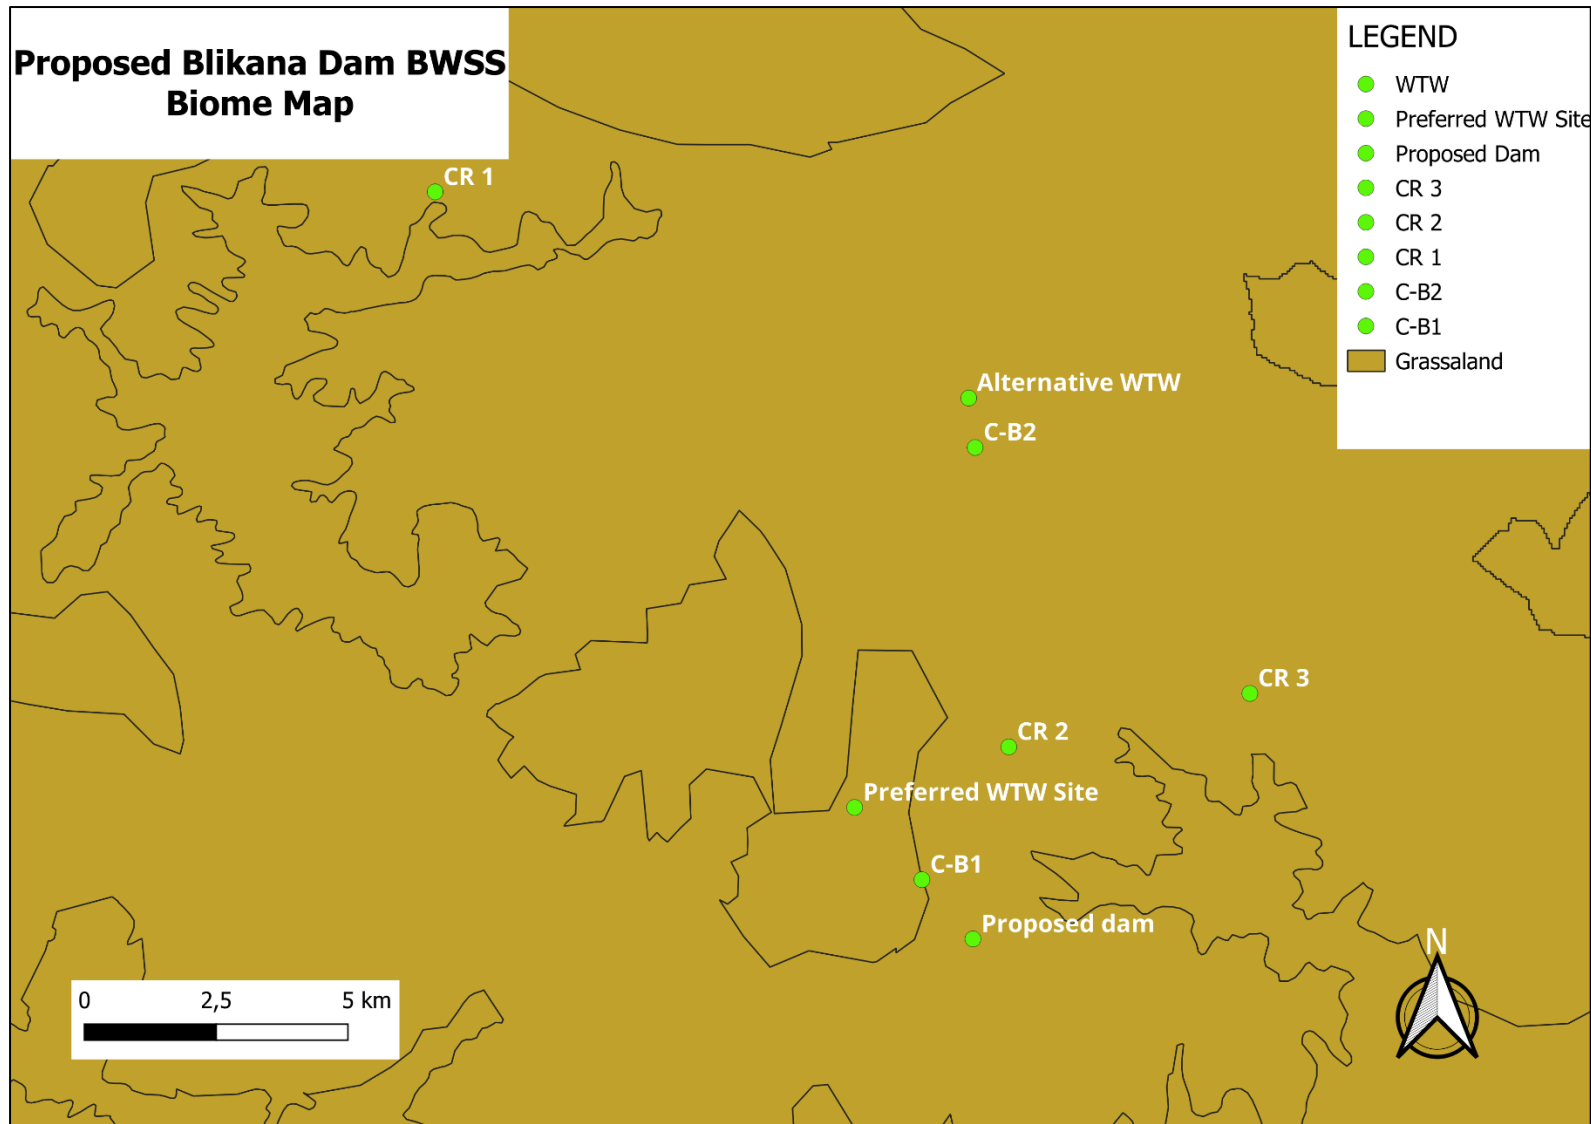 Proposed Blikana Dam BWSS
Biome Map
LEGEND
WTW
Preferred WTW Site
Proposed Dam
CR 3
CR 2
CR 1
C-B2
C-B1
Grassaland
CR 1
Alternative WTW
C-B2
CR 3
CR 2
Preferred WTW Site
C-B1
Proposed dam
N
0 2,5 5 km